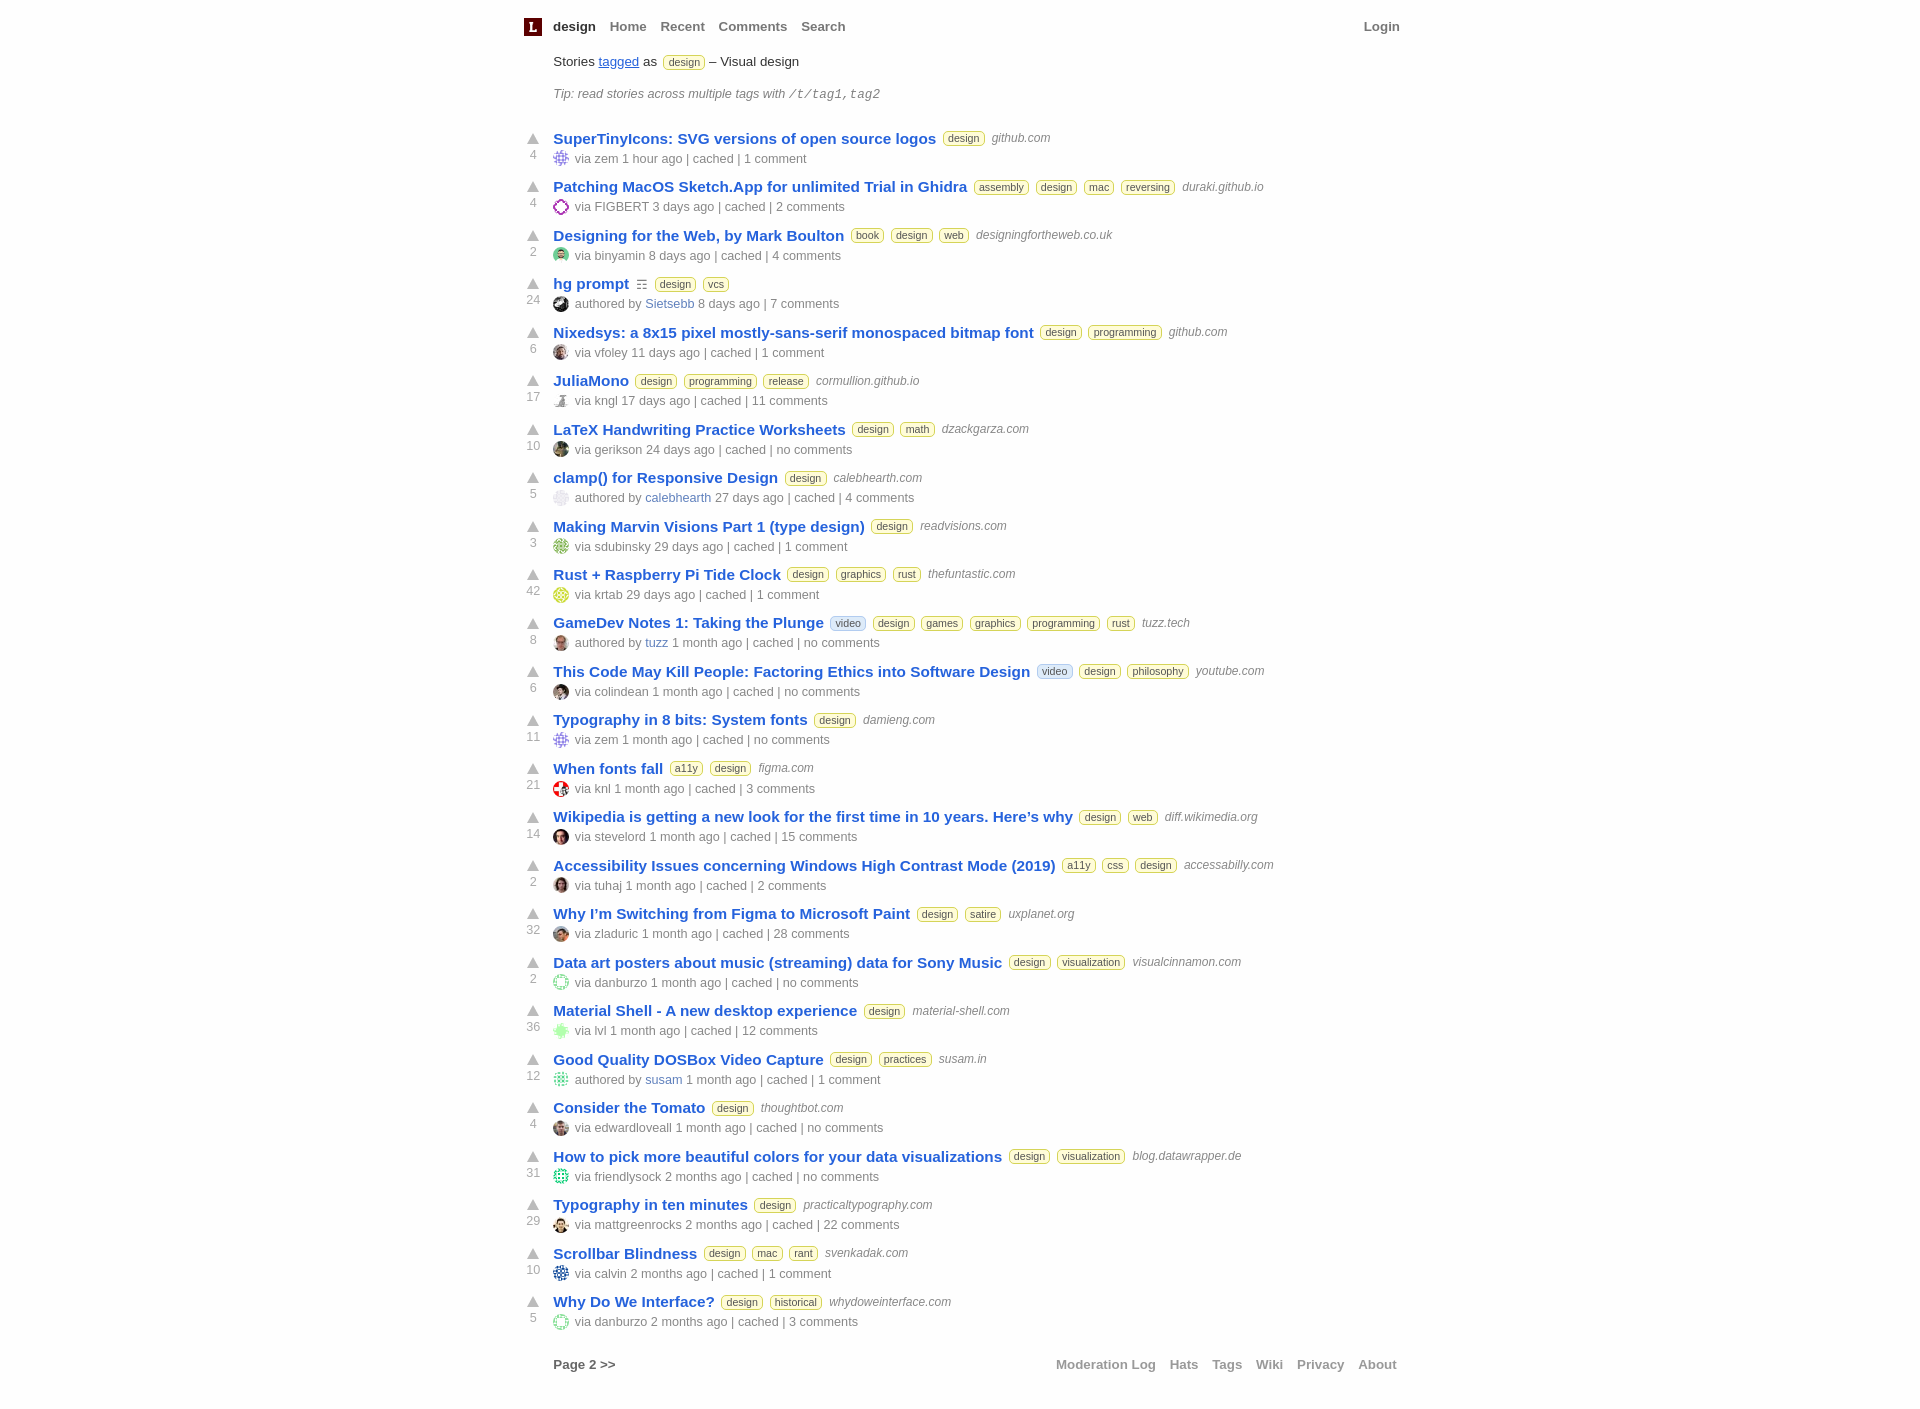 L design Home Recent Comments Search Login
Stories tagged as design – Visual design
Tip: read stories across multiple tags with /t/tag1,tag2
SuperTinyIcons: SVG versions of open source logos design github.com
4 via zem 1 hour ago | cached | 1 comment
Patching MacOS Sketch.App for unlimited Trial in Ghidra assembly design mac reversing duraki.github.io
4 via FIGBERT 3 days ago | cached | 2 comments
Designing for the Web, by Mark Boulton book design web designingfortheweb.co.uk
2 via binyamin 8 days ago | cached | 4 comments
hg prompt ☶ design vcs
24 authored by Sietsebb 8 days ago | 7 comments
Nixedsys: a 8x15 pixel mostly-sans-serif monospaced bitmap font design programming github.com
6 via vfoley 11 days ago | cached | 1 comment
JuliaMono design programming release cormullion.github.io
17 via kngl 17 days ago | cached | 11 comments
LaTeX Handwriting Practice Worksheets design math dzackgarza.com
10 via gerikson 24 days ago | cached | no comments
clamp() for Responsive Design design calebhearth.com
5 authored by calebhearth 27 days ago | cached | 4 comments
Making Marvin Visions Part 1 (type design) design readvisions.com
3 via sdubinsky 29 days ago | cached | 1 comment
Rust + Raspberry Pi Tide Clock design graphics rust thefuntastic.com
42 via krtab 29 days ago | cached | 1 comment
GameDev Notes 1: Taking the Plunge video design games graphics programming rust tuzz.tech
8 authored by tuzz 1 month ago | cached | no comments
This Code May Kill People: Factoring Ethics into Software Design video design philosophy youtube.com
6 via colindean 1 month ago | cached | no comments
Typography in 8 bits: System fonts design damieng.com
11 via zem 1 month ago | cached | no comments
When fonts fall a11y design figma.com
21 via knl 1 month ago | cached | 3 comments
Wikipedia is getting a new look for the first time in 10 years. Here’s why design web diff.wikimedia.org
14 via stevelord 1 month ago | cached | 15 comments
Accessibility Issues concerning Windows High Contrast Mode (2019) a11y css design accessabilly.com
2 via tuhaj 1 month ago | cached | 2 comments
Why I’m Switching from Figma to Microsoft Paint design satire uxplanet.org
32 via zladuric 1 month ago | cached | 28 comments
Data art posters about music (streaming) data for Sony Music design visualization visualcinnamon.com
2 via danburzo 1 month ago | cached | no comments
Material Shell - A new desktop experience design material-shell.com
36 via lvl 1 month ago | cached | 12 comments
Good Quality DOSBox Video Capture design practices susam.in
12 authored by susam 1 month ago | cached | 1 comment
Consider the Tomato design thoughtbot.com
4 via edwardloveall 1 month ago | cached | no comments
How to pick more beautiful colors for your data visualizations design visualization blog.datawrapper.de
31 via friendlysock 2 months ago | cached | no comments
Typography in ten minutes design practicaltypography.com
29 via mattgreenrocks 2 months ago | cached | 22 comments
Scrollbar Blindness design mac rant svenkadak.com
10 via calvin 2 months ago | cached | 1 comment
Why Do We Interface? design historical whydoweinterface.com
5 via danburzo 2 months ago | cached | 3 comments
Page 2 >> Moderation Log Hats Tags Wiki Privacy About